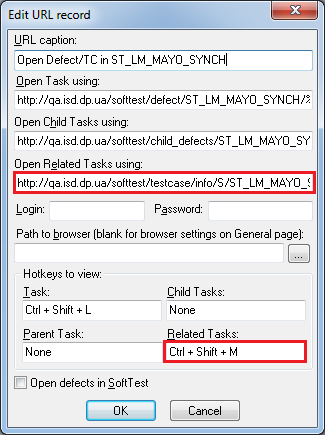 Edit URL record
URL caption:
Open Defect/TC in ST_LM_MAYO_SYNCH
Open Task using:
http://qa.isd.dp.ua/softtest/defect/ST_LM_MAYO_SYNCH/
Open Child Tasks using:
http://qa.isd.dp.ua/softtest/child_defects/ST_LM_MAYO_SY
Open Related Tasks using:
http://qa.isd.dp.ua/softtest/testcase/info/S/ST_LM_MAYO_S
Login:
Password:
Path to browser (blank for browser settings on General page):
...
Hotkeys to view:
Task:
Child Tasks:
Ctrl + Shift + L
None
Parent Task:
Related Tasks:
None
Ctrl + Shift + M
Open defects in SoftTest
OK
Cancel